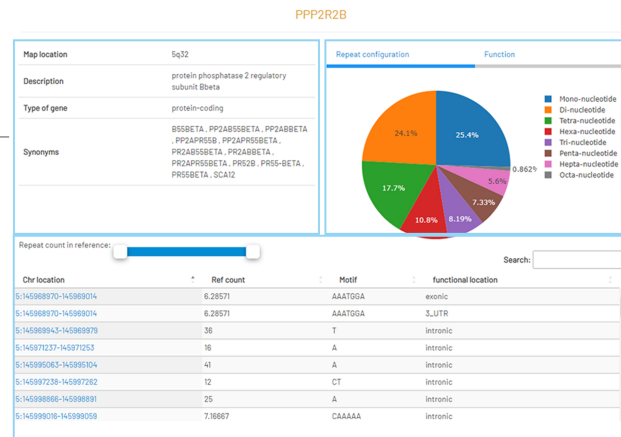 PPP2R2B
Map location 5q32
Description protein phosphatase 2 regulatory
subunit Bbeta
Type of gene protein-coding
Synonyms B55BETA , PP2AB55BETA , PP2ABBETA
, PP2APR55B , PP2APR55BETA ,
PR2AB55BETA , PR2ABBETA ,
PR2APR55BETA , PR52B , PR55-BETA ,
PR55BETA , SCA12
Repeat configuration Function
25.4%
24.1%
17.7%
10.8%
8.19%
7.33%
5.6%
0.862%
Mono-nucleotide
Di-nucleotide
Tetra-nucleotide
Hexa-nucleotide
Tri-nucleotide
Penta-nucleotide
Hepta-nucleotide
Octa-nucleotide
Repeat count in reference:
Search:
Chr location Ref count Motif functional location
5:145968970-145969014 6.28571 AAATGGA exonic
5:145968970-145969014 6.28571 AAATGGA 3_UTR
5:145969943-145969979 36 T intronic
5:145971237-145971253 16 A intronic
5:145995063-145995104 41 A intronic
5:145997238-145997262 12 CT intronic
5:145998866-145998891 25 A intronic
5:145999016-145999059 7.16667 CAAAAA intronic